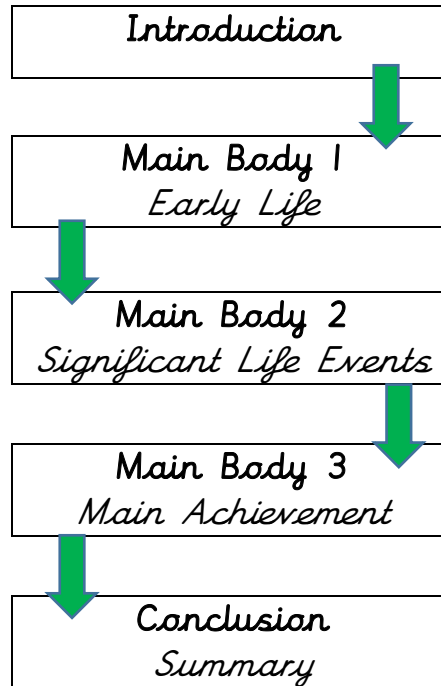 Introduction
Main Body 1
Early Life
Main Body 2
Significant Life Events
Main Body 3
Main Achievement
Conclusion
Summary